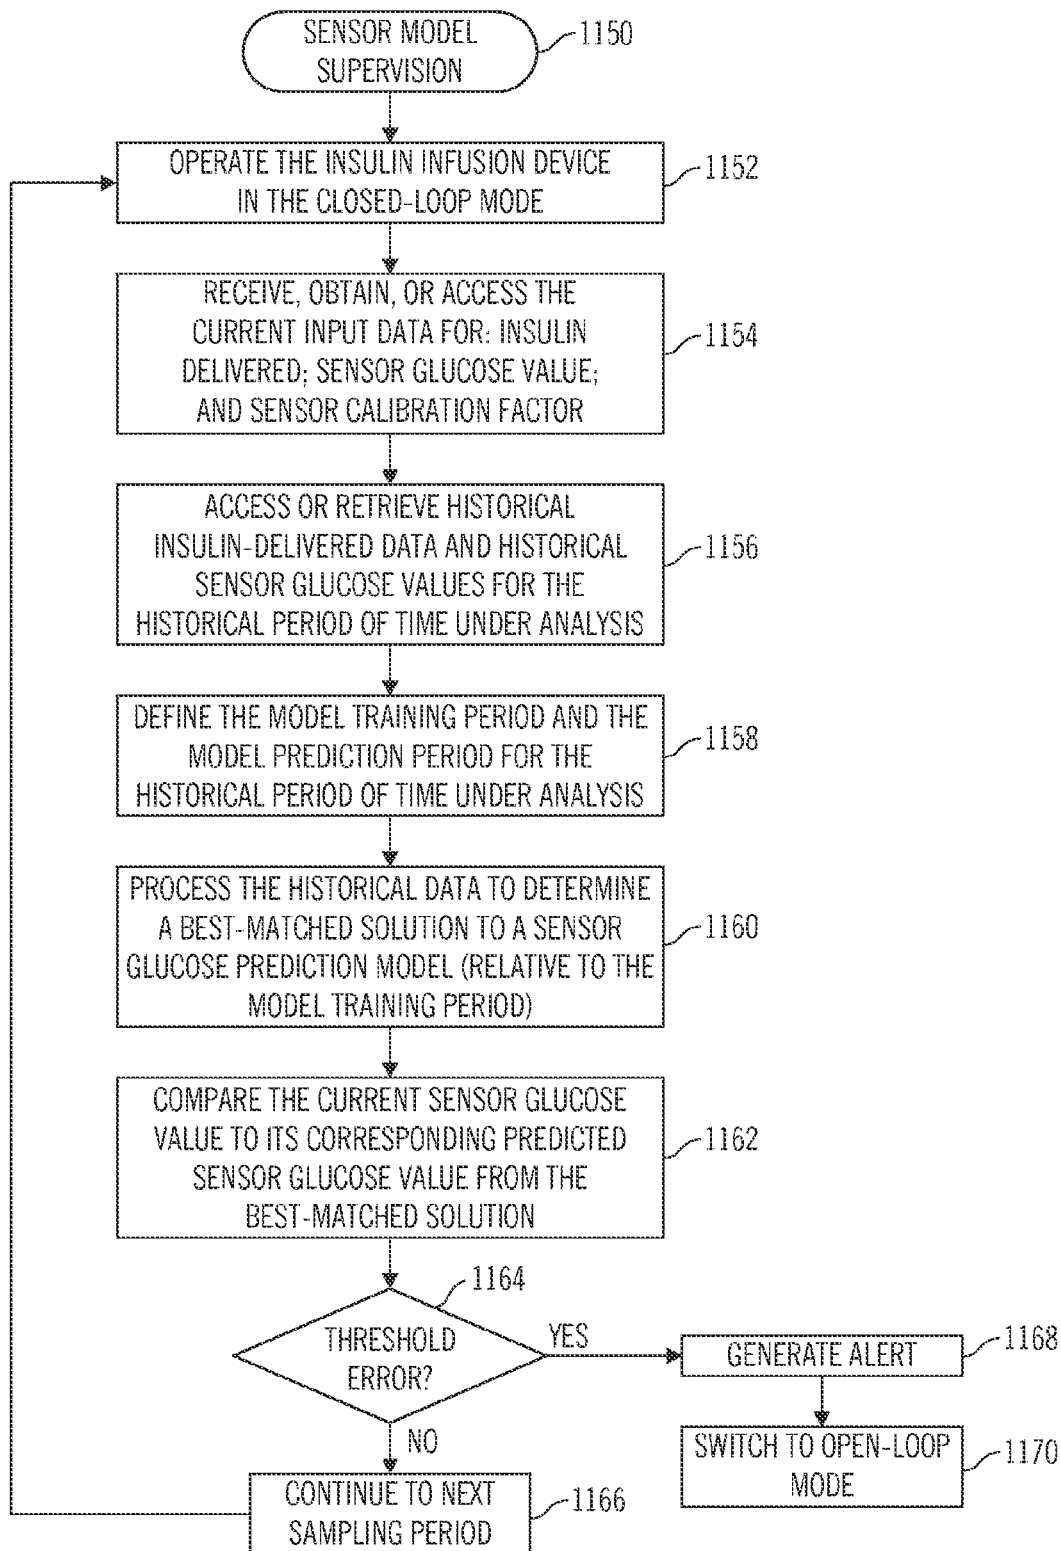 SENSOR MODEL
SUPERVISION
1150
OPERATE THE INSULIN INFUSION DEVICE
IN THE CLOSED-LOOP MODE
1152
RECEIVE, OBTAIN, OR ACCESS THE
CURRENT INPUT DATA FOR: INSULIN
DELIVERED; SENSOR GLUCOSE VALUE;
AND SENSOR CALIBRATION FACTOR
1154
ACCESS OR RETRIEVE HISTORICAL
INSULIN-DELIVERED DATA AND HISTORICAL
SENSOR GLUCOSE VALUES FOR THE
HISTORICAL PERIOD OF TIME UNDER ANALYSIS
1156
DEFINE THE MODEL TRAINING PERIOD AND THE
MODEL PREDICTION PERIOD FOR THE
HISTORICAL PERIOD OF TIME UNDER ANALYSIS
1158
PROCESS THE HISTORICAL DATA TO DETERMINE
A BEST-MATCHED SOLUTION TO A SENSOR
GLUCOSE PREDICTION MODEL (RELATIVE TO THE
MODEL TRAINING PERIOD)
1160
COMPARE THE CURRENT SENSOR GLUCOSE
VALUE TO ITS CORRESPONDING PREDICTED
SENSOR GLUCOSE VALUE FROM THE
BEST-MATCHED SOLUTION
1162
THRESHOLD
ERROR?
1164
YES
GENERATE ALERT
1168
SWITCH TO OPEN-LOOP
MODE
1170
NO
CONTINUE TO NEXT
SAMPLING PERIOD
1166